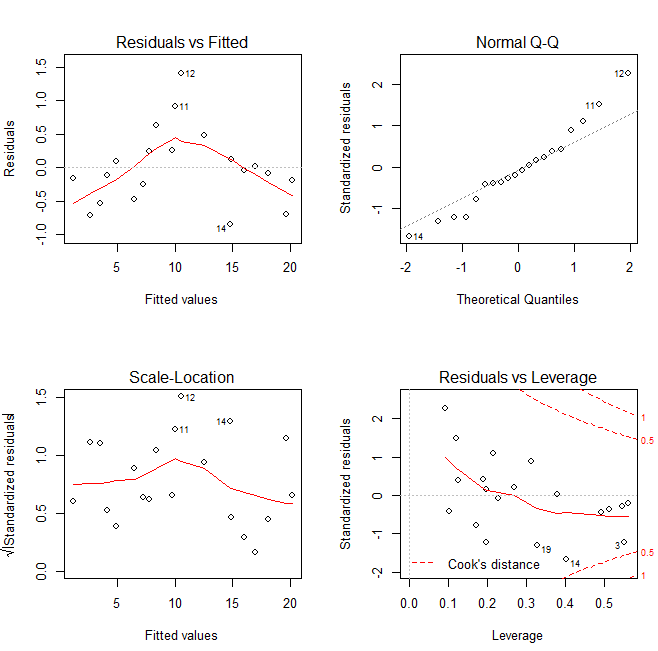 Residuals vs Fitted
Residuals
-1.0 -0.5 0.0 0.5 1.0 1.5
12
11
14
5 10 15 20
Fitted values
Normal Q-Q
Standardized residuals
-1 0 1 2
12
11
14
-2 -1 0 1 2
Theoretical Quantiles
Scale-Location
√|Standardized residuals|
0.0 0.5 1.0 1.5
12
14
11
5 10 15 20
Fitted values
Residuals vs Leverage
Standardized residuals
-2 -1 0 1 2
1
0.5
0.5
1
3
19
14
Cook's distance
0.0 0.1 0.2 0.3 0.4 0.5
Leverage